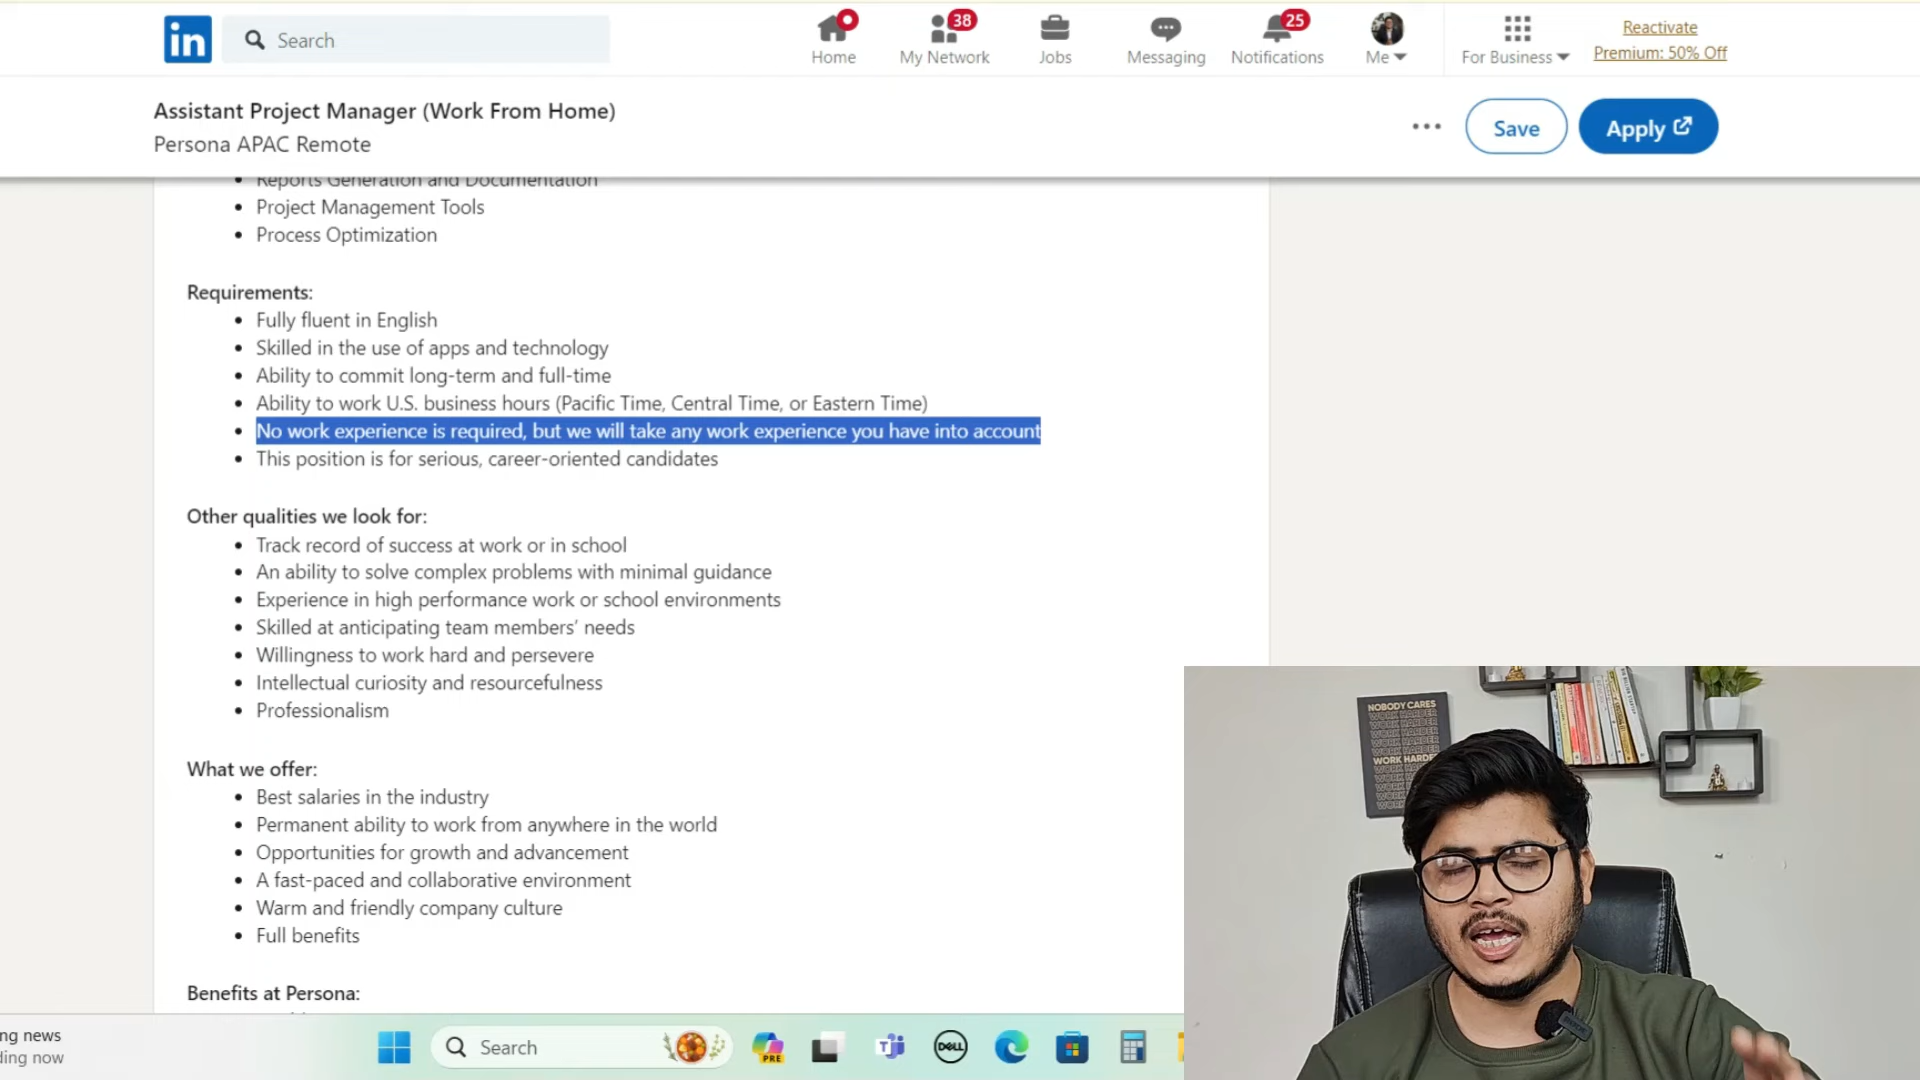 in
Search
Home
38
My Network
Jobs
Messaging
25
Notifications
Me
For Business
Reactivate
Premium: 50% Off
Assistant Project Manager (Work From Home)
Persona APAC Remote
Save
Apply
• Reports Generation and Documentation
• Project Management Tools
• Process Optimization
Requirements:
• Fully fluent in English
• Skilled in the use of apps and technology
• Ability to commit long-term and full-time
• Ability to work U.S. business hours (Pacific Time, Central Time, or Eastern Time)
• No work experience is required, but we will take any work experience you have into account
• This position is for serious, career-oriented candidates
Other qualities we look for:
• Track record of success at work or in school
• An ability to solve complex problems with minimal guidance
• Experience in high performance work or school environments
• Skilled at anticipating team members’ needs
• Willingness to work hard and persevere
• Intellectual curiosity and resourcefulness
• Professionalism
What we offer:
• Best salaries in the industry
• Permanent ability to work from anywhere in the world
• Opportunities for growth and advancement
• A fast-paced and collaborative environment
• Warm and friendly company culture
• Full benefits
Benefits at Persona:
NOBODY CARES
WORK HARDER
ng news
ding now
Search
PRE
DELL